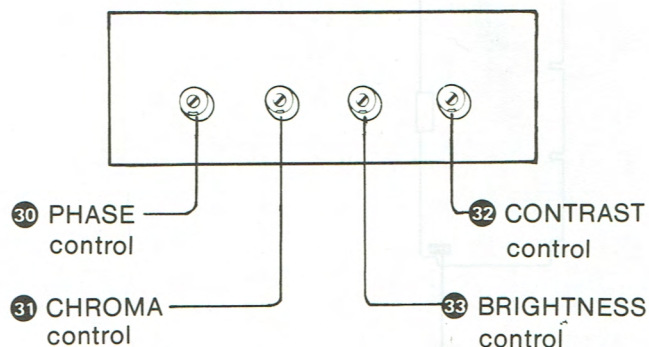 30 PHASE
control
31 CHROMA
control
32 CONTRAST
control
33 BRIGHTNESS
control